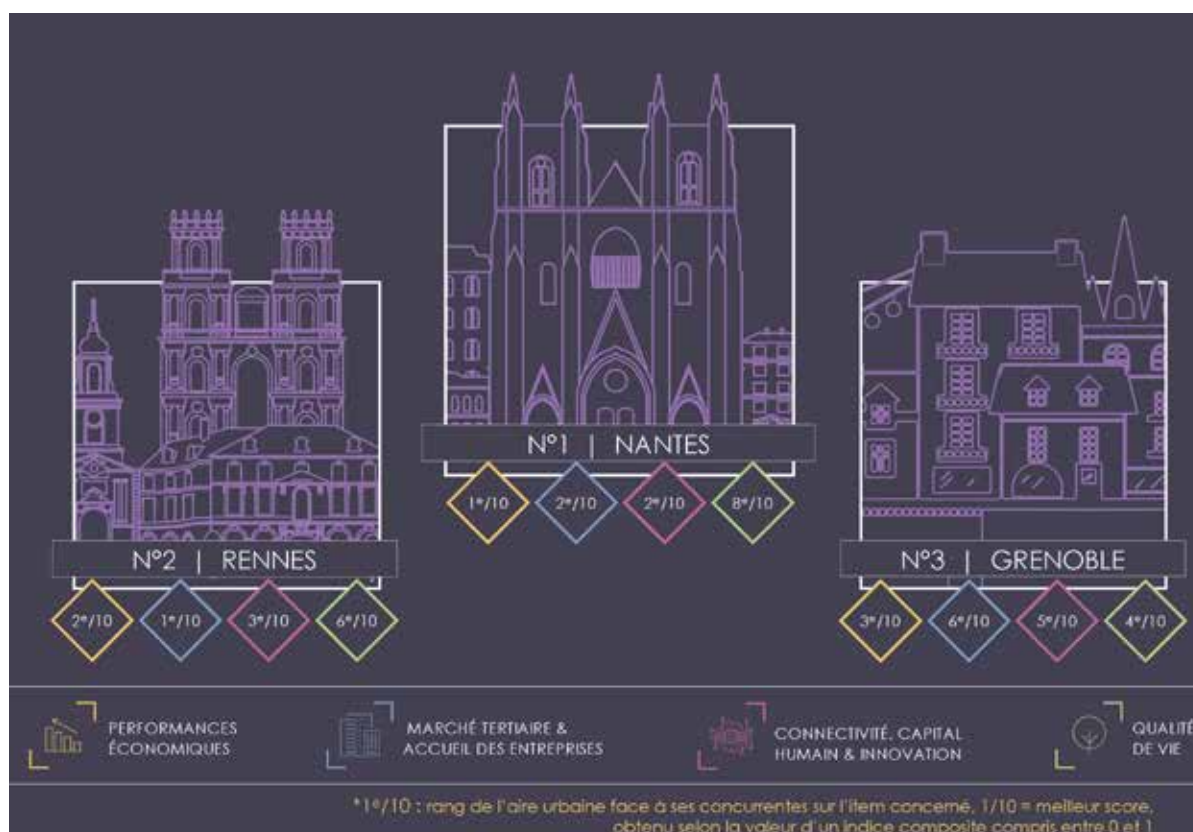 N°1 | NANTES
1e/10 2e/10 2e/10 8e/10
N°2 | RENNES
2e/10 1e/10 3e/10 6e/10
N°3 | GRENOBLE
3e/10 6e/10 5e/10 4e/10
PERFORMANCES
ÉCONOMIQUES
MARCHÉ TERTIAIRE &
ACCUEIL DES ENTREPRISES
CONNECTIVITÉ, CAPITAL
HUMAIN & INNOVATION
QUALITÉ
DE VIE
*1e/10 : rang de l'aire urbaine face à ses concurrentes sur l'item concerné. 1/10 = meilleur score,
obtenu selon la valeur d'un indice composite compris entre 0 et 1